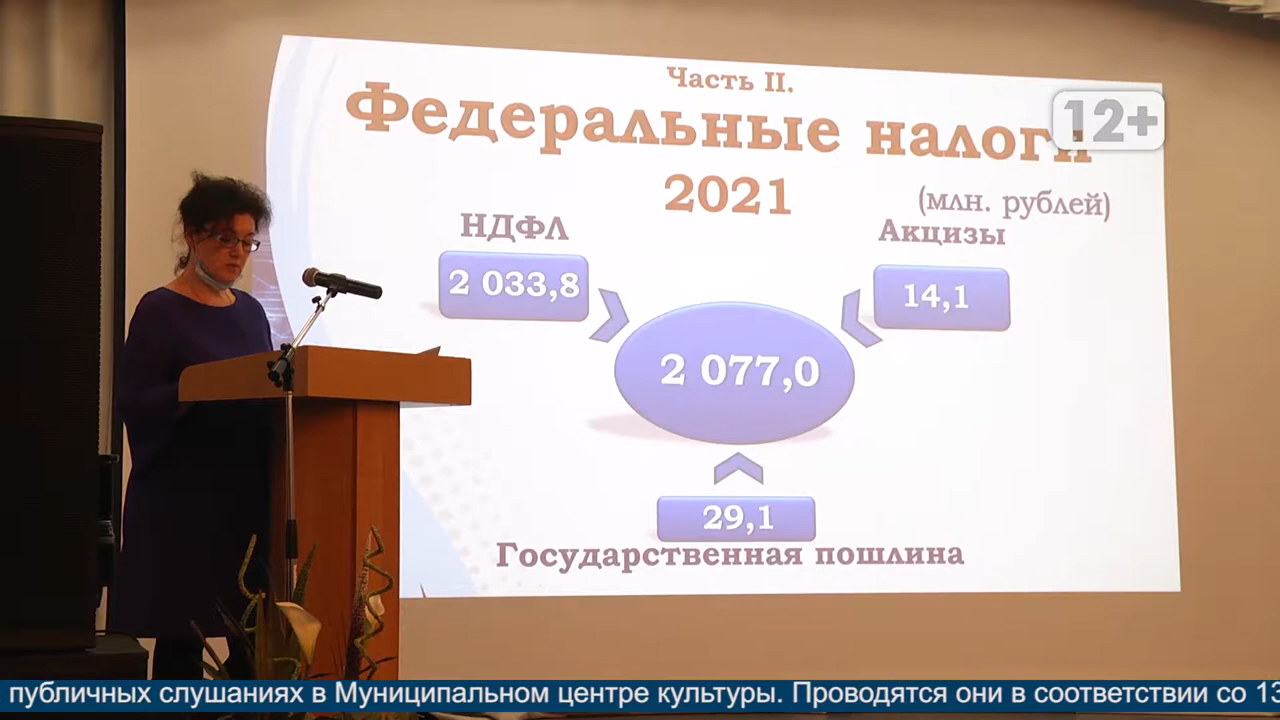 Часть II.
Федеральные налоги
12+
2021
(млн. рублей)
НДФЛ
Акцизы
2 033,8
14,1
2 077,0
29,1
Государственная пошлина
публичных слушаниях в Муниципальном центре культуры. Проводятся они в соответствии со 13